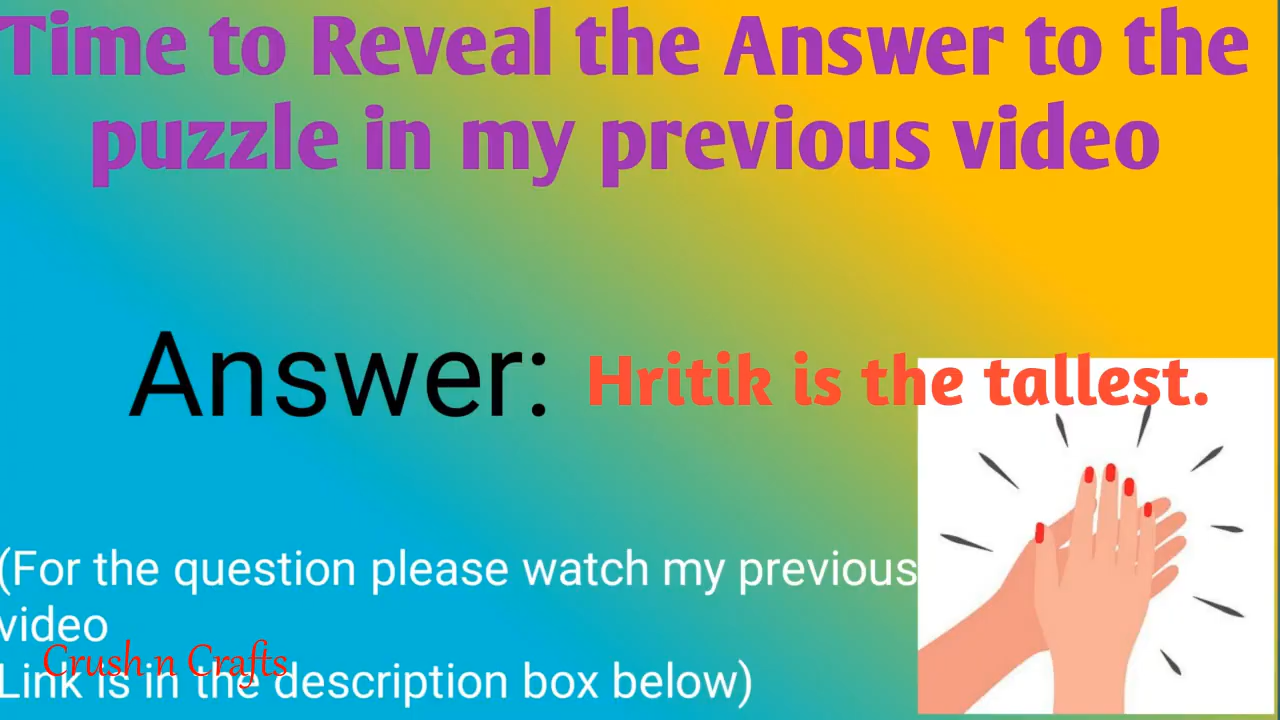 Time to Reveal the Answer to the
puzzle in my previous video
Answer: Hritik is the tallest.
(For the question please watch my previous
video
Crush n Crafts
Link is in the description box below)